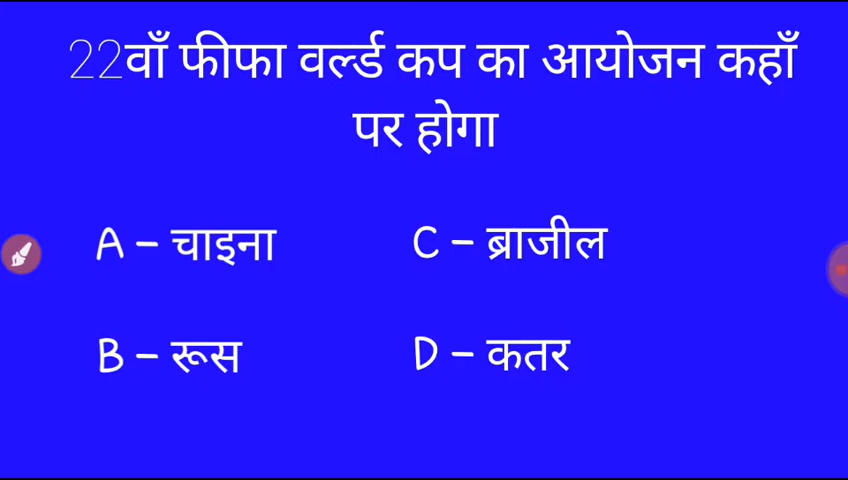 22वाँ फीफा वर्ल्ड कप का आयोजन कहाँ
पर होगा
A – चाइना
C – ब्राजील
B – रूस
D – कतर